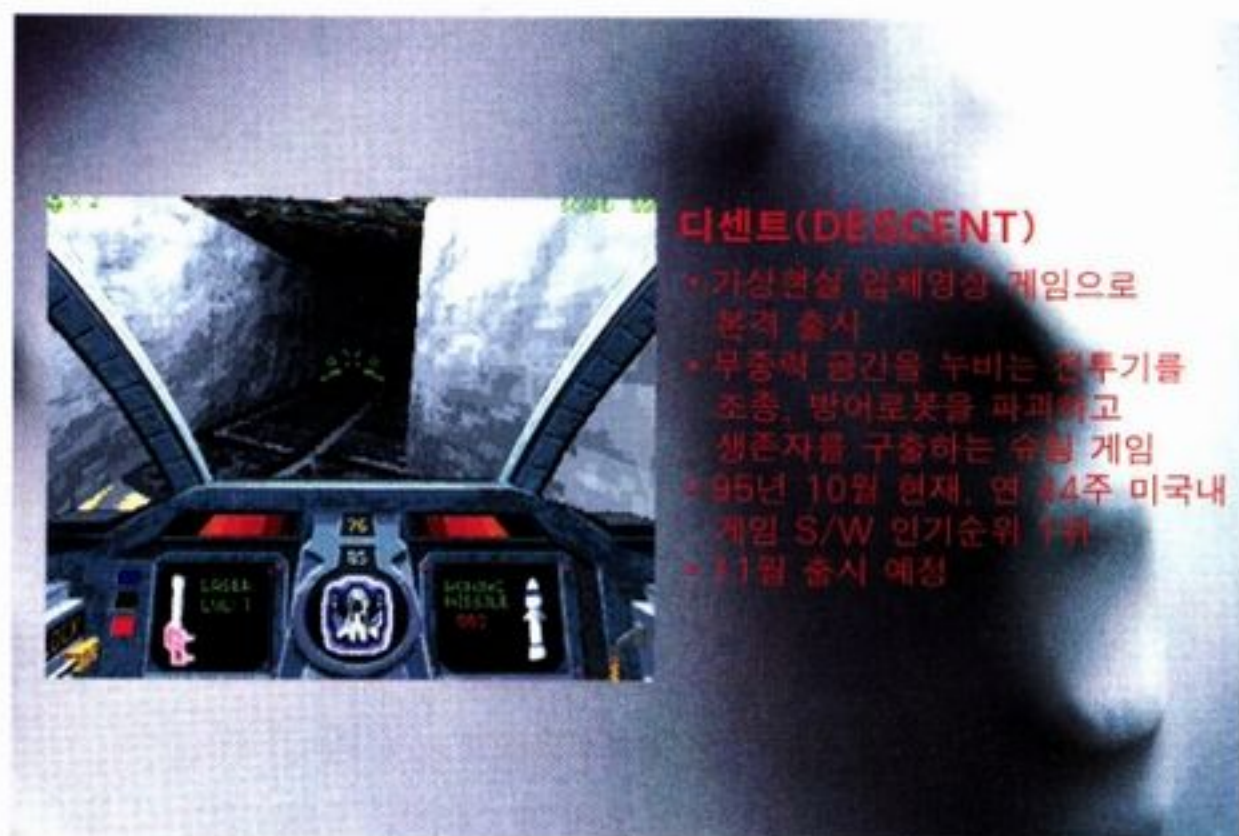 디센트(DESCENT)
• 가상현실 입체영상 게임으로
본격 출시
• 무중력 공간을 누비는 전투기를
조종, 방어로봇을 파괴하고
생존자를 구출하는 슈팅 게임
• 95년 10월 현재, 연 44주 미국내
게임 S/W 인기순위 1위
• 11월 출시 예정
76
LASER
LVL: 1
HOMING
MISSILE